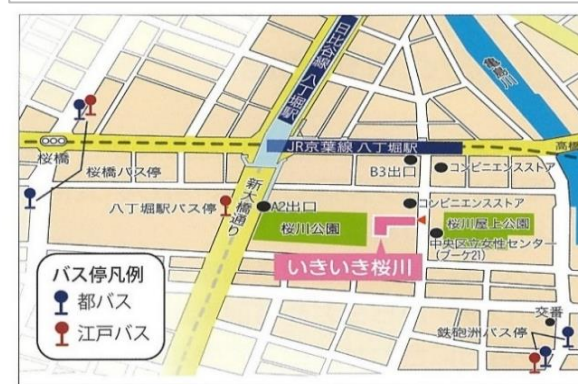 日比谷線 八丁堀駅
亀島川
JR京葉線 八丁堀駅
高橋
桜橋
桜橋バス停
B3出口
コンビニエンスストア
新大橋通り
八丁堀駅バス停
A2出口
コンビニエンスストア
桜川公園
桜川屋上公園
中央区立女性センター
(ブーケ21)
いきいき桜川
バス停凡例
都バス
江戸バス
交番
鉄砲洲バス停